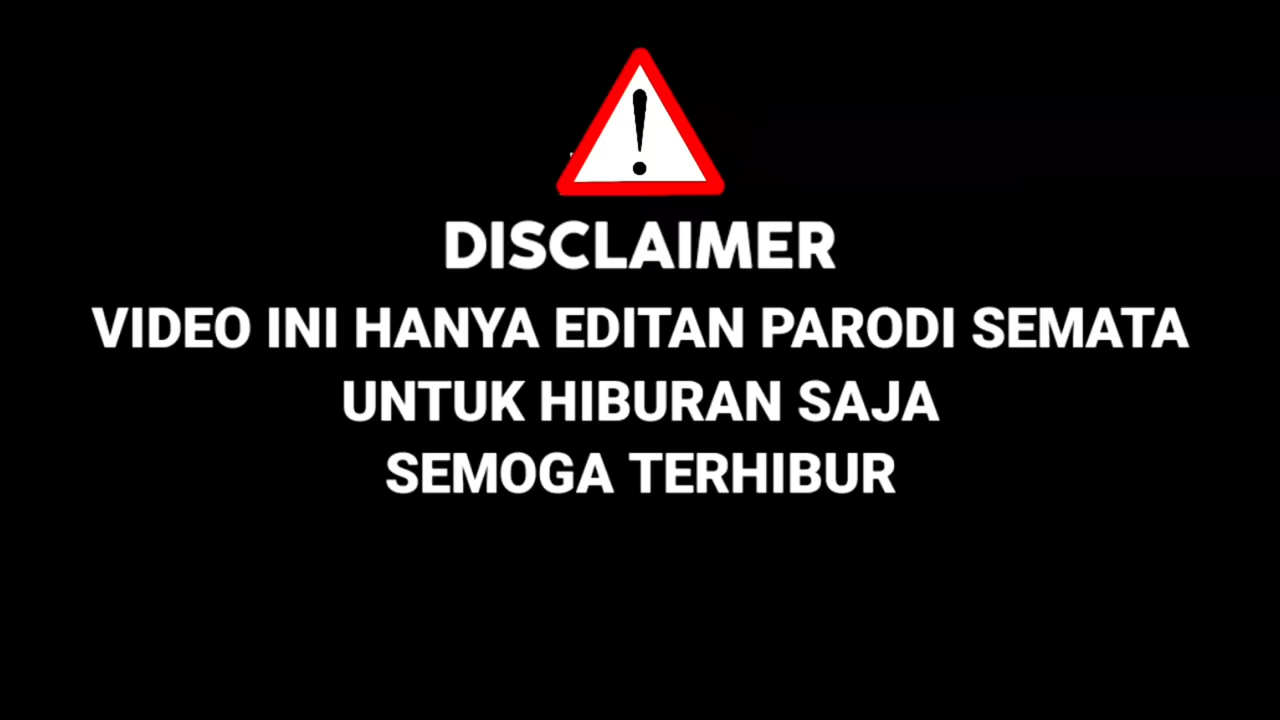 DISCLAIMER
VIDEO INI HANYA EDITAN PARODI SEMATA
UNTUK HIBURAN SAJA
SEMOGA TERHIBUR